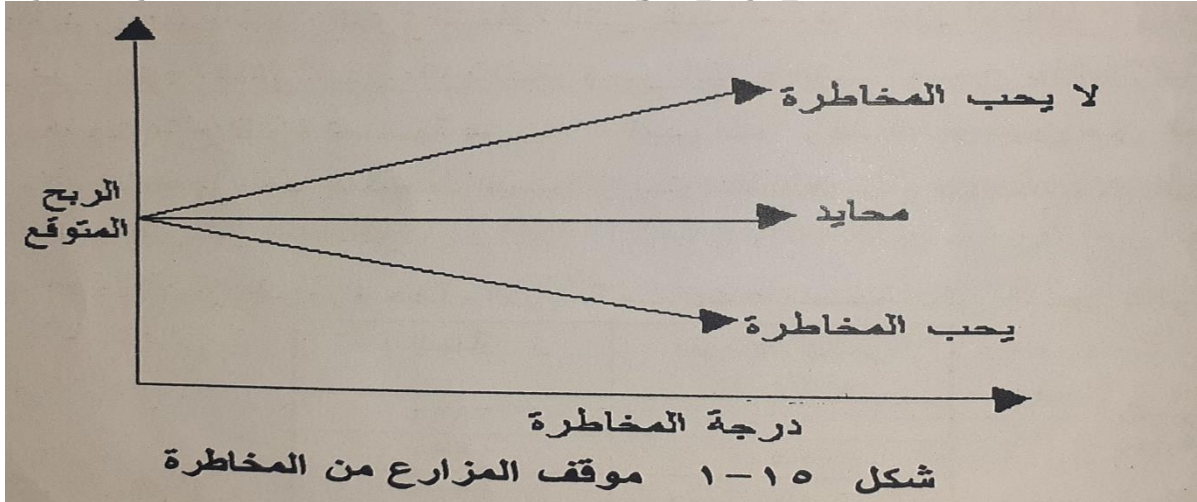 لا يحب المخاطرة
الربح
المتوقع
محايد
يحب المخاطرة
درجة المخاطرة
شكل ١٥-١ موقف المزارع من المخاطرة